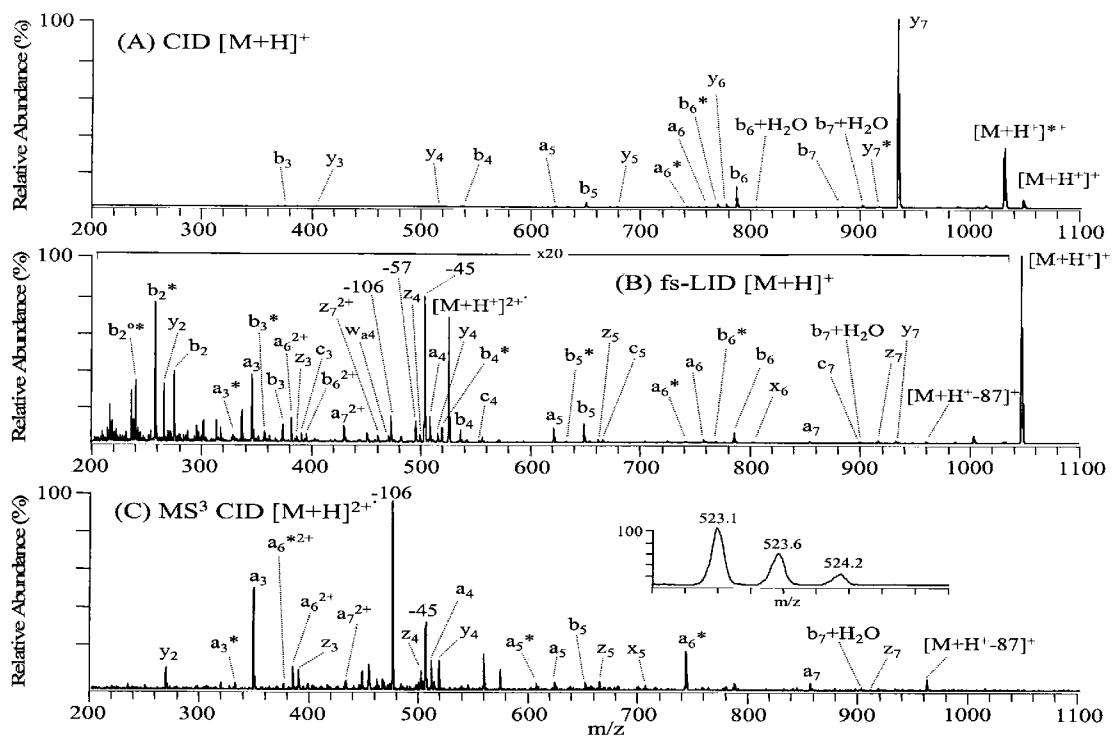 Relative Abundance (%)
100
(A) CID [M+H]⁺
b₃
y₃
y₄
b₄
a₅
b₅
y₅
a₆*
a₆
b₆*
y₆
b₆
b₆+H₂O
b₇
b₇+H₂O
y₇*
y₇
[M+H⁺]*⁺
[M+H⁺]⁺
200 300 400 500 600 700 800 900 1000 1100
Relative Abundance (%)
100
x20
(B) fs-LID [M+H]⁺
b₂°*
b₂*
y₂
b₂
a₃*
a₃
b₃*
b₃
a₆²⁺
z₃
c₃
b₆²⁺
a₇²⁺
w_a4
z₇²⁺
-106
-57
z₄
-45
a₄
[M+H⁺]²⁺·
y₄
b₄*
b₄
c₄
a₅
b₅*
b₅
z₅
c₅
a₆*
a₆
b₆*
b₆
x₆
a₇
c₇
b₇+H₂O
z₇
y₇
[M+H⁺-87]⁺
[M+H⁺]⁺
200 300 400 500 600 700 800 900 1000 1100
Relative Abundance (%)
100
(C) MS³ CID [M+H]²⁺·
y₂
a₃*
a₃
a₆*²⁺
a₆²⁺
z₃
a₇²⁺
-106
z₄
-45
a₄
y₄
a₅*
a₅
b₅
z₅
x₅
a₆*
a₇
b₇+H₂O
z₇
[M+H⁺-87]⁺
100
523.1
523.6
524.2
m/z
200 300 400 500 600 700 800 900 1000 1100
m/z